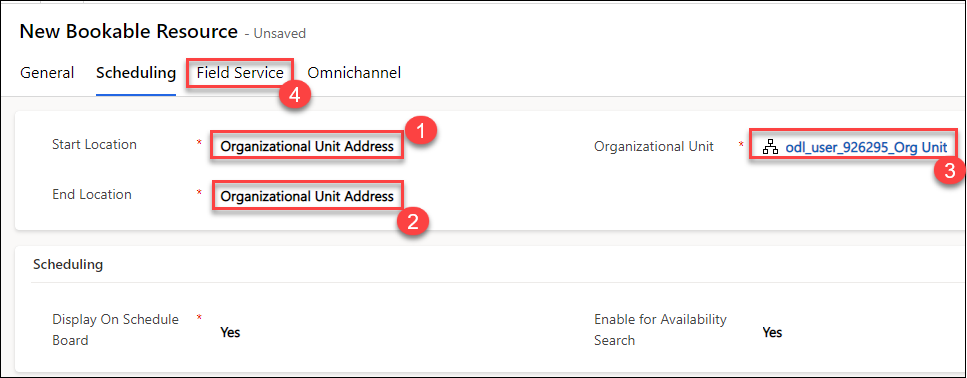 New Bookable Resource - Unsaved
General Scheduling Field Service Omnichannel
4
1
Start Location * Organizational Unit Address Organizational Unit * odl_user_926295_Org Unit
3
End Location * Organizational Unit Address
2
Scheduling
Display On Schedule Board * Yes Enable for Availability Search Yes